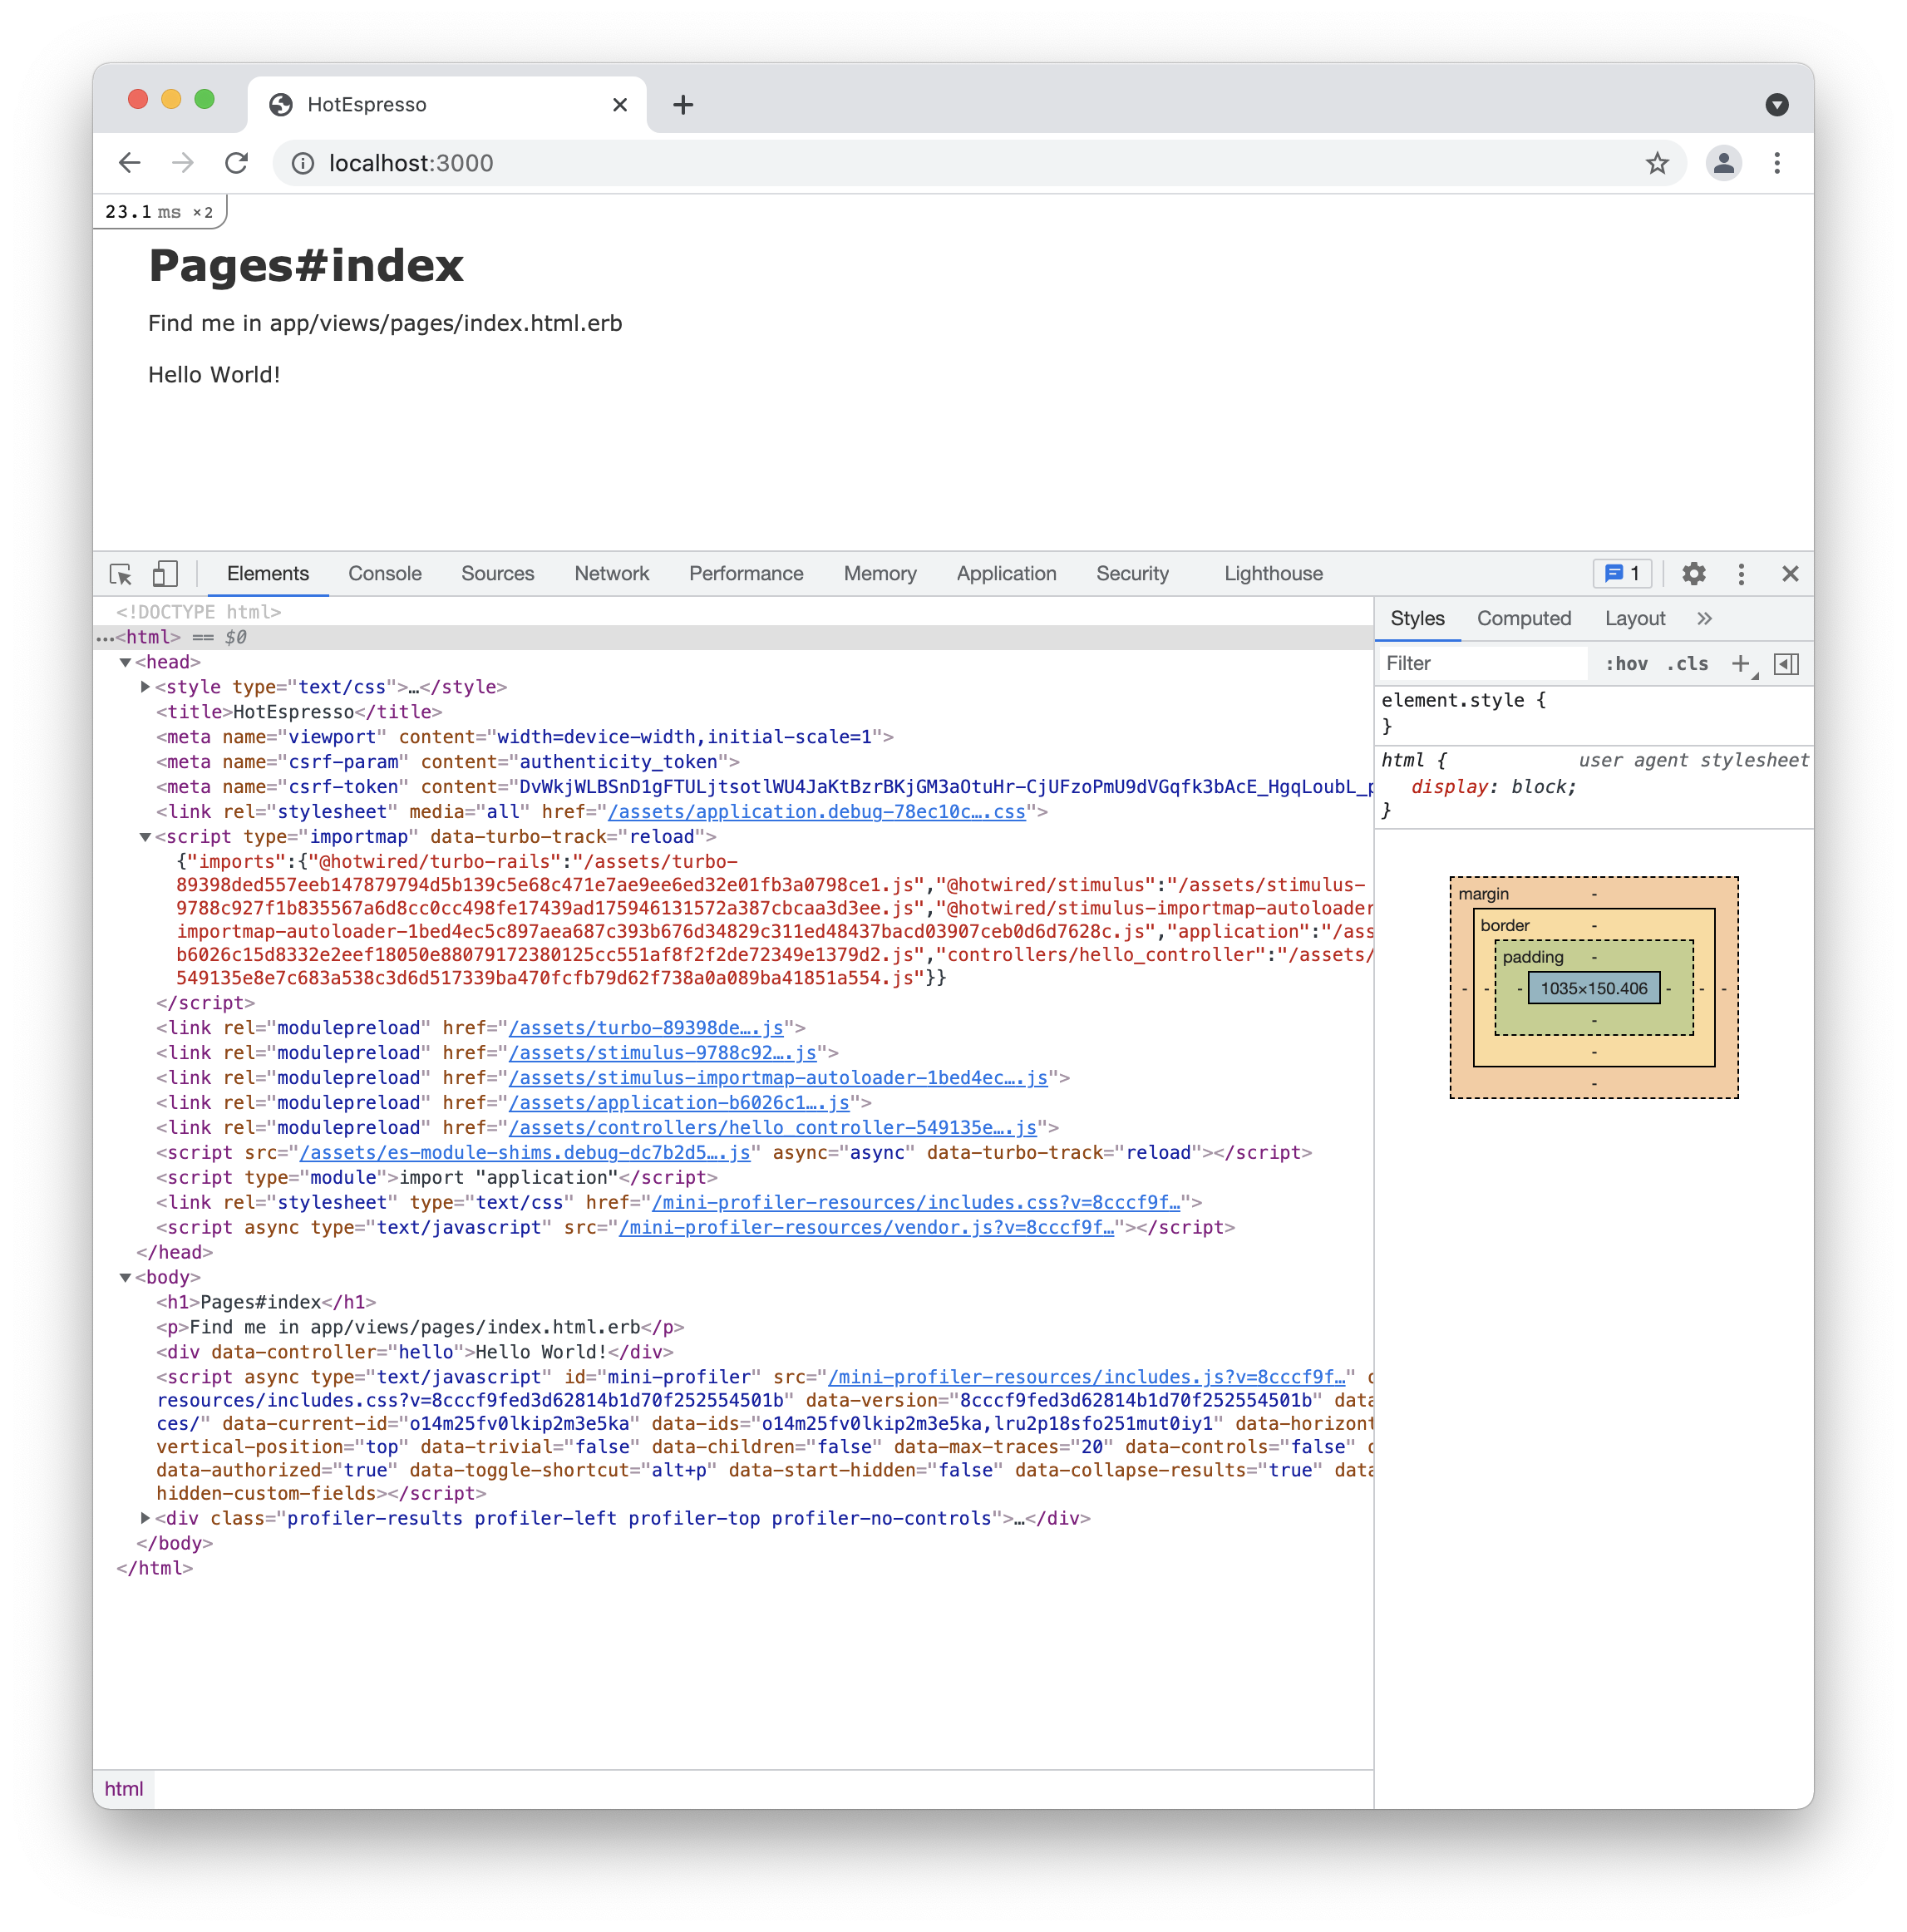 HotEspresso
localhost:3000
23.1 ms ×2
Pages#index
Find me in app/views/pages/index.html.erb
Hello World!
Elements Console Sources Network Performance Memory Application Security Lighthouse 1
<!DOCTYPE html>
…<html> == $0
<head>
<style type="text/css">…</style>
<title>HotEspresso</title>
<meta name="viewport" content="width=device-width,initial-scale=1">
<meta name="csrf-param" content="authenticity_token">
<meta name="csrf-token" content="DvWkjWLBSnD1gFTULjtsotlWU4JaKtBzrBKjGM3aOtuHr-CjUFzoPmU9dVGqfk3bAcE_HgqLoubL_p
<link rel="stylesheet" media="all" href="/assets/application.debug-78ec10c….css">
<script type="importmap" data-turbo-track="reload">
{"imports":{"@hotwired/turbo-rails":"/assets/turbo-
89398ded557eeb147879794d5b139c5e68c471e7ae9ee6ed32e01fb3a0798ce1.js","@hotwired/stimulus":"/assets/stimulus-
9788c927f1b835567a6d8cc0cc498fe17439ad175946131572a387cbcaa3d3ee.js","@hotwired/stimulus-importmap-autoloader
importmap-autoloader-1bed4ec5c897aea687c393b676d34829c311ed48437bacd03907ceb0d6d7628c.js","application":"/ass
b6026c15d8332e2eef18050e88079172380125cc551af8f2f2de72349e1379d2.js","controllers/hello_controller":"/assets/
549135e8e7c683a538c3d6d517339ba470fcfb79d62f738a0a089ba41851a554.js"}}
</script>
<link rel="modulepreload" href="/assets/turbo-89398de….js">
<link rel="modulepreload" href="/assets/stimulus-9788c92….js">
<link rel="modulepreload" href="/assets/stimulus-importmap-autoloader-1bed4ec….js">
<link rel="modulepreload" href="/assets/application-b6026c1….js">
<link rel="modulepreload" href="/assets/controllers/hello_controller-549135e….js">
<script src="/assets/es-module-shims.debug-dc7b2d5….js" async="async" data-turbo-track="reload"></script>
<script type="module">import "application"</script>
<link rel="stylesheet" type="text/css" href="/mini-profiler-resources/includes.css?v=8cccf9f…">
<script async type="text/javascript" src="/mini-profiler-resources/vendor.js?v=8cccf9f…"></script>
</head>
<body>
<h1>Pages#index</h1>
<p>Find me in app/views/pages/index.html.erb</p>
<div data-controller="hello">Hello World!</div>
<script async type="text/javascript" id="mini-profiler" src="/mini-profiler-resources/includes.js?v=8cccf9f…" d
resources/includes.css?v=8cccf9fed3d62814b1d70f252554501b" data-version="8cccf9fed3d62814b1d70f252554501b" data
ces/" data-current-id="o14m25fv0lkip2m3e5ka" data-ids="o14m25fv0lkip2m3e5ka,lru2p18sfo251mut0iy1" data-horizont
vertical-position="top" data-trivial="false" data-children="false" data-max-traces="20" data-controls="false" d
data-authorized="true" data-toggle-shortcut="alt+p" data-start-hidden="false" data-collapse-results="true" data
hidden-custom-fields></script>
<div class="profiler-results profiler-left profiler-top profiler-no-controls">…</div>
</body>
</html>
html
Styles Computed Layout »
Filter :hov .cls +
element.style {
}
html { user agent stylesheet
display: block;
}
margin -
border -
padding -
- - - 1035×150.406 - - -
-
-
-